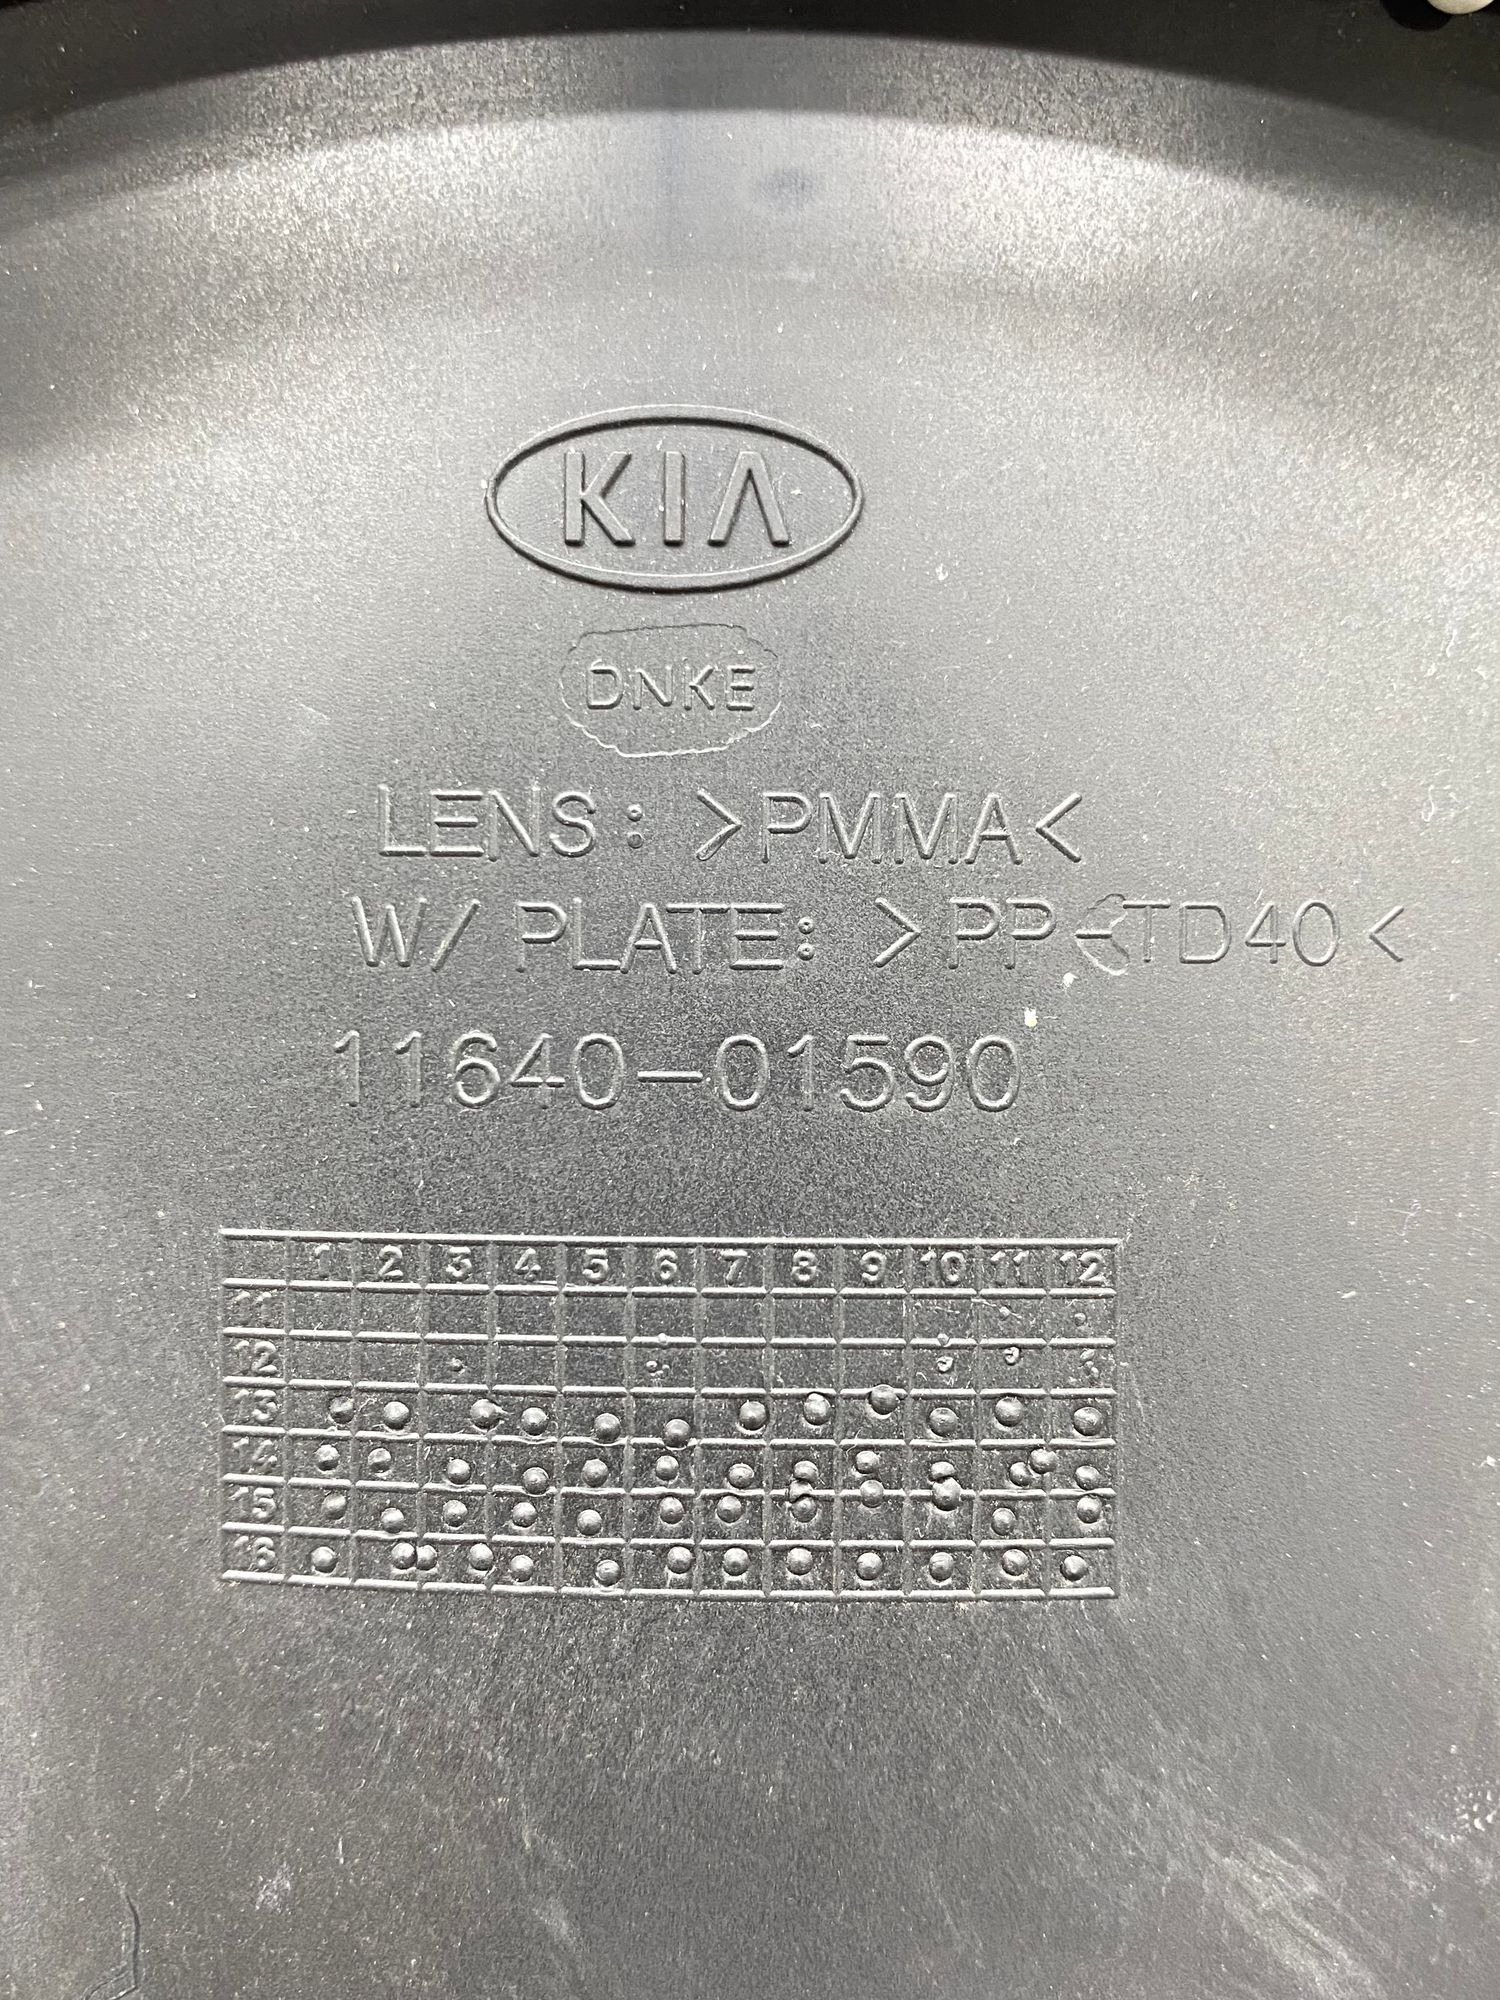 KIA
DNKE
LENS: >PMMA<
W/ PLATE: >PP-TD40<
11640-01590
1 2 3 4 5 6 7 8 9 10 11 12
11
12
13
14
15
16